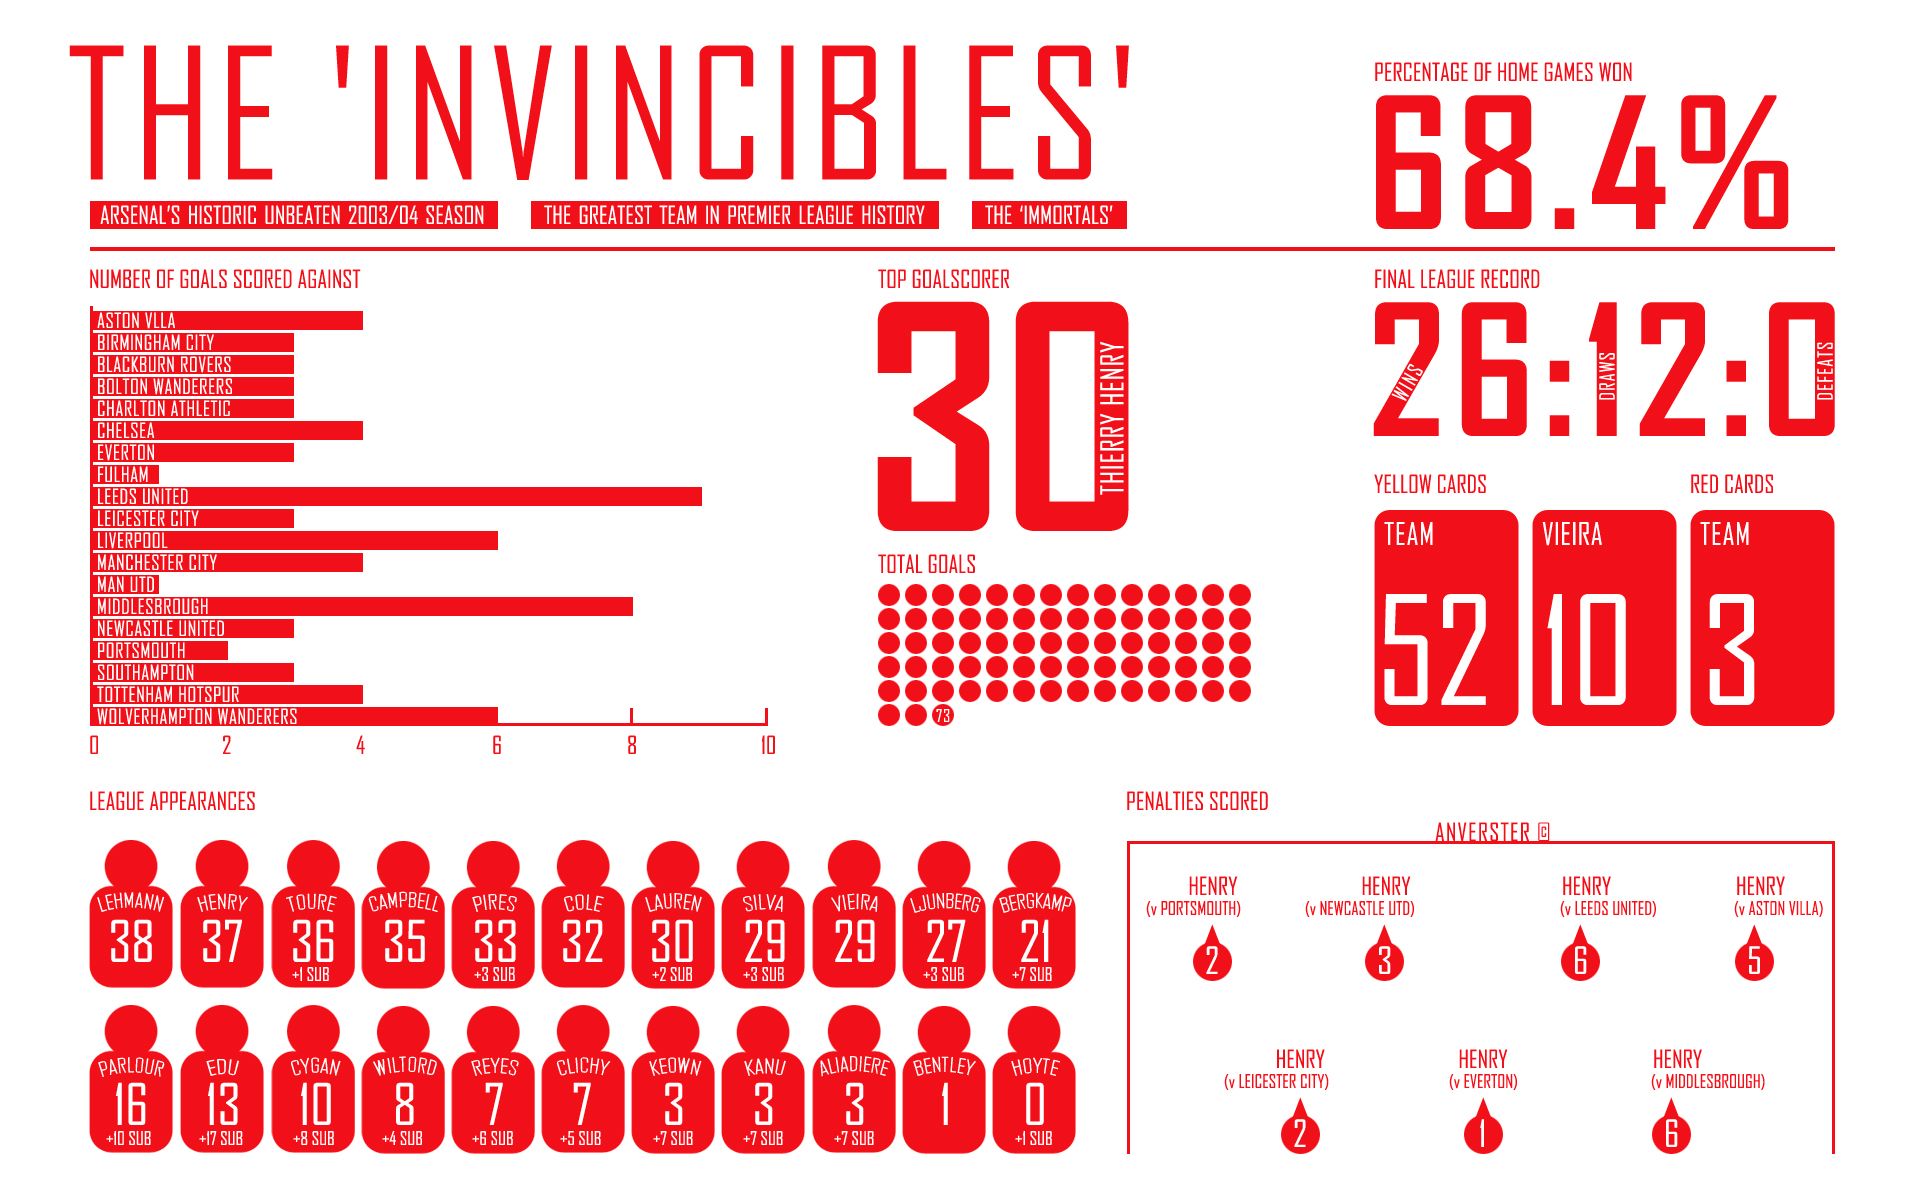 THE 'INVINCIBLES'
ARSENAL'S HISTORIC UNBEATEN 2003/04 SEASON
THE GREATEST TEAM IN PREMIER LEAGUE HISTORY
THE 'IMMORTALS'
PERCENTAGE OF HOME GAMES WON
68.4%
NUMBER OF GOALS SCORED AGAINST
ASTON VLLA
BIRMINGHAM CITY
BLACKBURN ROVERS
BOLTON WANDERERS
CHARLTON ATHLETIC
CHELSEA
EVERTON
FULHAM
LEEDS UNITED
LEICESTER CITY
LIVERPOOL
MANCHESTER CITY
MAN UTD
MIDDLESBROUGH
NEWCASTLE UNITED
PORTSMOUTH
SOUTHAMPTON
TOTTENHAM HOTSPUR
WOLVERHAMPTON WANDERERS
0 2 4 6 8 10
TOP GOALSCORER
30
THIERRY HENRY
TOTAL GOALS
73
FINAL LEAGUE RECORD
26:12:0
WINS
DRAWS
DEFEATS
YELLOW CARDS
TEAM
52
VIEIRA
10
RED CARDS
TEAM
3
LEAGUE APPEARANCES
LEHMANN
38
HENRY
37
TOURE
36
+1 SUB
CAMPBELL
35
PIRES
33
+3 SUB
COLE
32
LAUREN
30
+2 SUB
SILVA
29
+3 SUB
VIEIRA
29
LJUNBERG
27
+3 SUB
BERGKAMP
21
+7 SUB
PARLOUR
16
+10 SUB
EDU
13
+17 SUB
CYGAN
10
+8 SUB
WILTORD
8
+4 SUB
REYES
7
+6 SUB
CLICHY
7
+5 SUB
KEOWN
3
+7 SUB
KANU
3
+7 SUB
ALIADIERE
3
+7 SUB
BENTLEY
1
HOYTE
0
+1 SUB
PENALTIES SCORED
ANVERSTER ©
HENRY
(v PORTSMOUTH)
2
HENRY
(v NEWCASTLE UTD)
3
HENRY
(v LEEDS UNITED)
6
HENRY
(v ASTON VILLA)
5
HENRY
(v LEICESTER CITY)
2
HENRY
(v EVERTON)
1
HENRY
(v MIDDLESBROUGH)
6